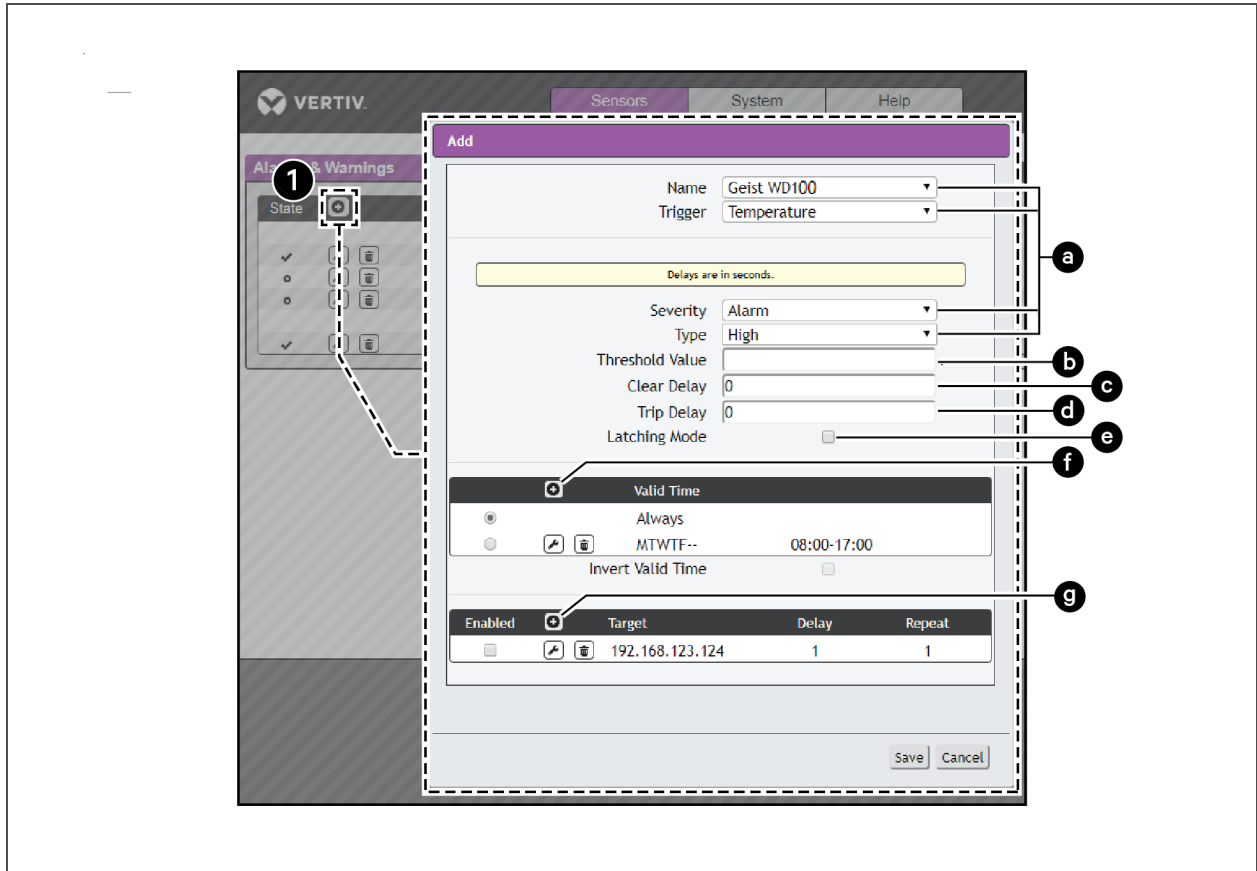 VERTIV.
Sensors System Help
Add
Alarms & Warnings
1
State
Name Geist WD100
Trigger Temperature
a
Delays are in seconds.
Severity Alarm
Type High
Threshold Value
b
Clear Delay 0
c
Trip Delay 0
d
Latching Mode
e
f
Valid Time
Always
MTWTF-- 08:00-17:00
Invert Valid Time
g
Enabled Target Delay Repeat
192.168.123.124 1 1
Save Cancel